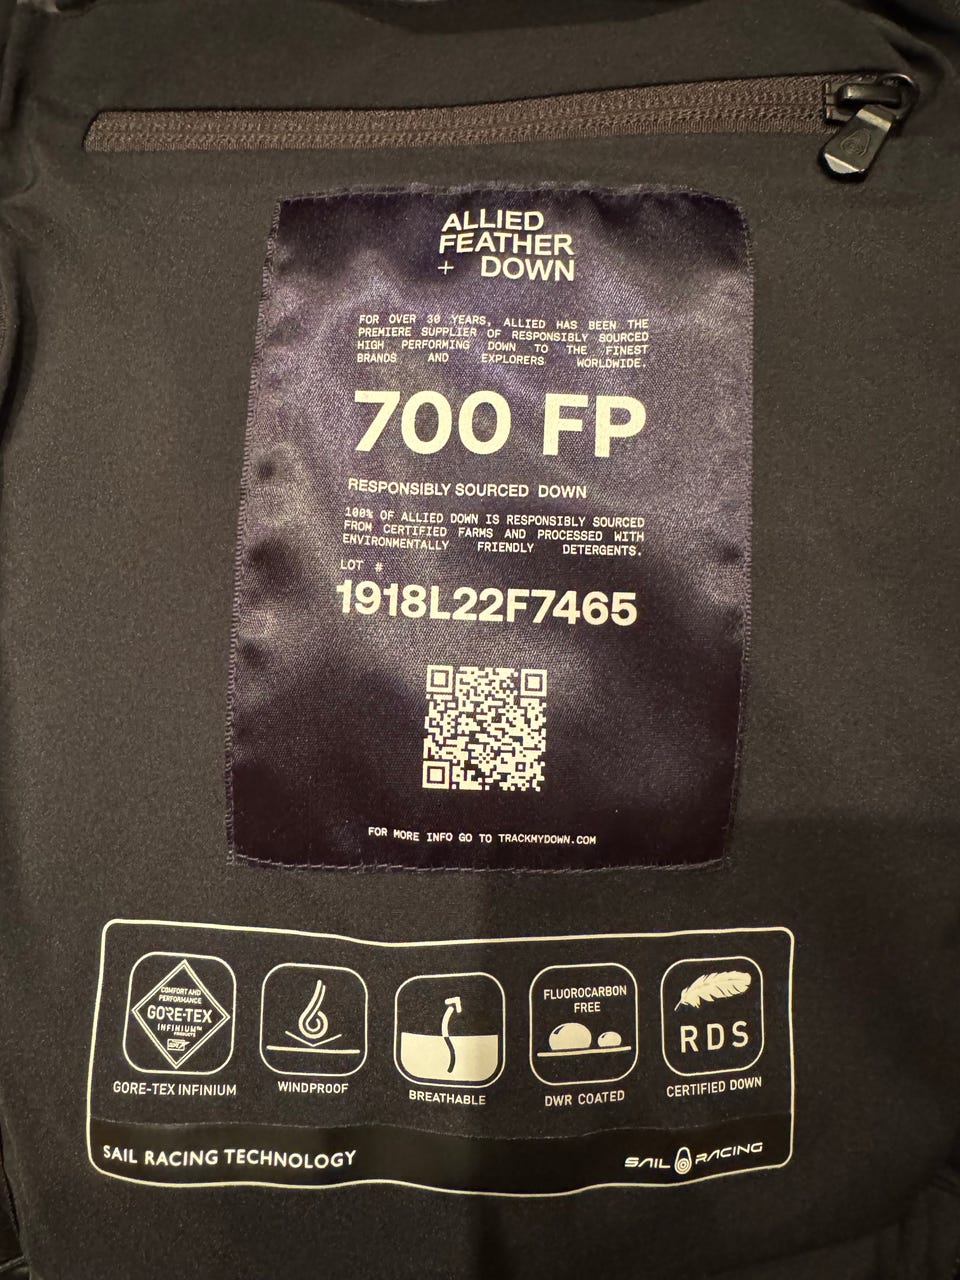 ALLIED
FEATHER
+ DOWN
FOR OVER 30 YEARS, ALLIED HAS BEEN THE
PREMIERE SUPPLIER OF RESPONSIBLY SOURCED
HIGH PERFORMING DOWN TO THE FINEST
BRANDS AND EXPLORERS WORLDWIDE.
700 FP
RESPONSIBLY SOURCED DOWN
100% OF ALLIED DOWN IS RESPONSIBLY SOURCED
FROM CERTIFIED FARMS AND PROCESSED WITH
ENVIRONMENTALLY FRIENDLY DETERGENTS.
LOT #
1918L22F7465
FOR MORE INFO GO TO TRACKMYDOWN.COM
COMFORT AND
PERFORMANCE
GORE-TEX
INFINIUM™
PRODUCTS
GORE-TEX INFINIUM
WINDPROOF
BREATHABLE
FLUOROCARBON
FREE
DWR COATED
RDS
CERTIFIED DOWN
SAIL RACING TECHNOLOGY
SAIL RACING